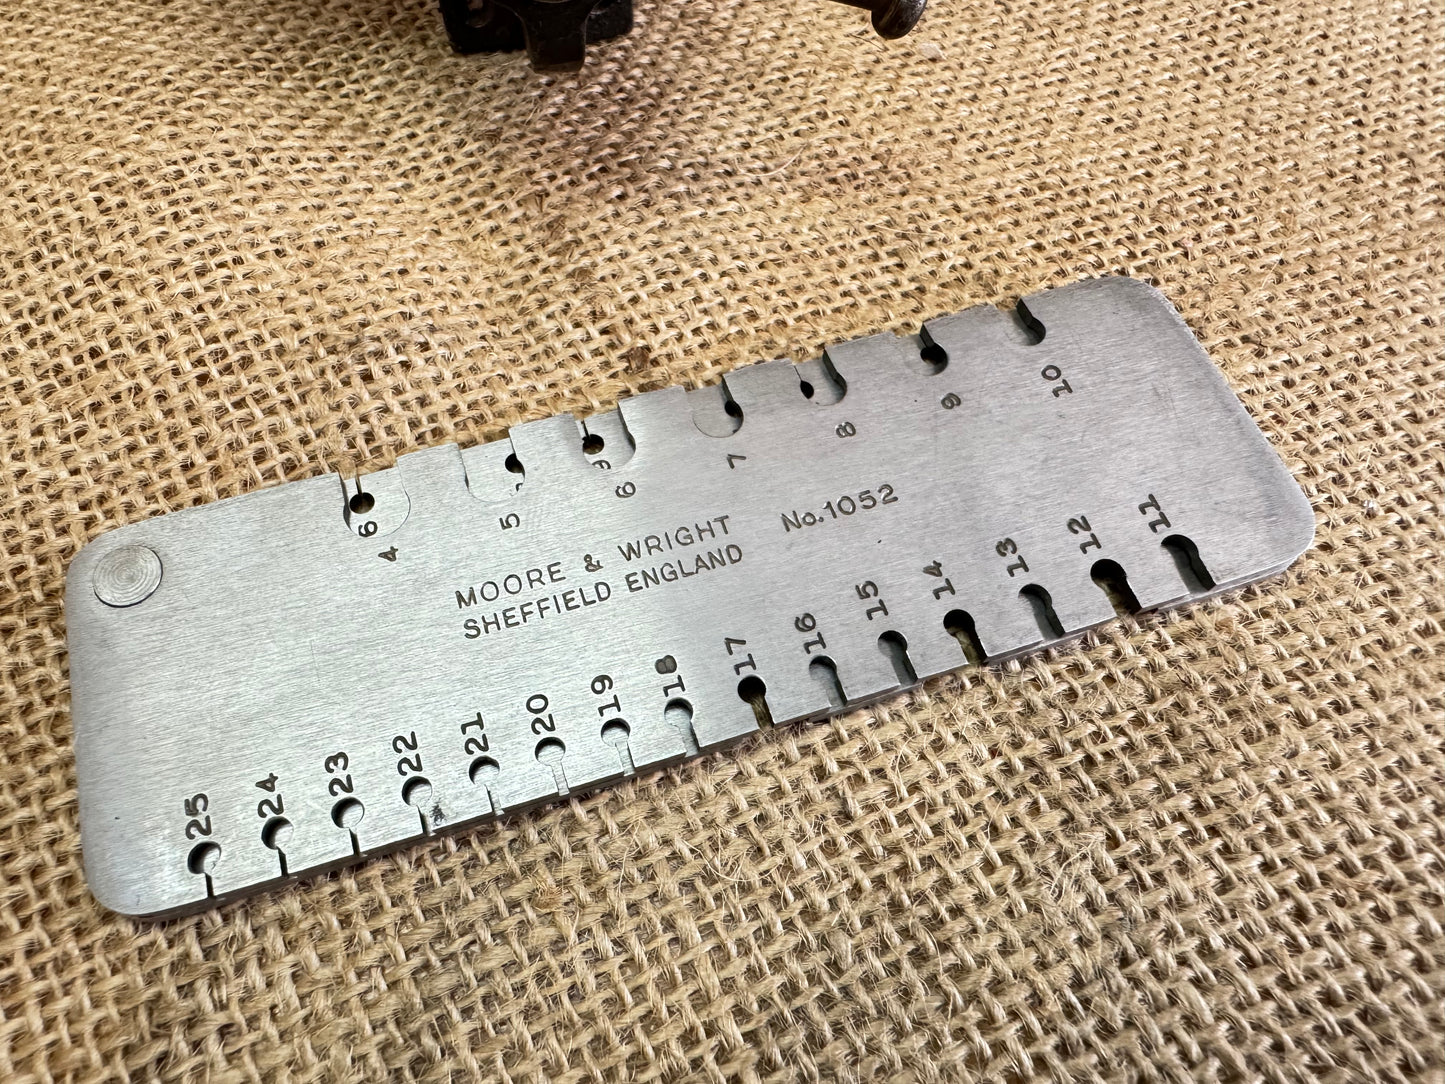 4 5 6 7 8 9 10
MOORE & WRIGHT
SHEFFIELD ENGLAND
No.1052
25 24 23 22 21 20 19 18 17 16 15 14 13 12 11